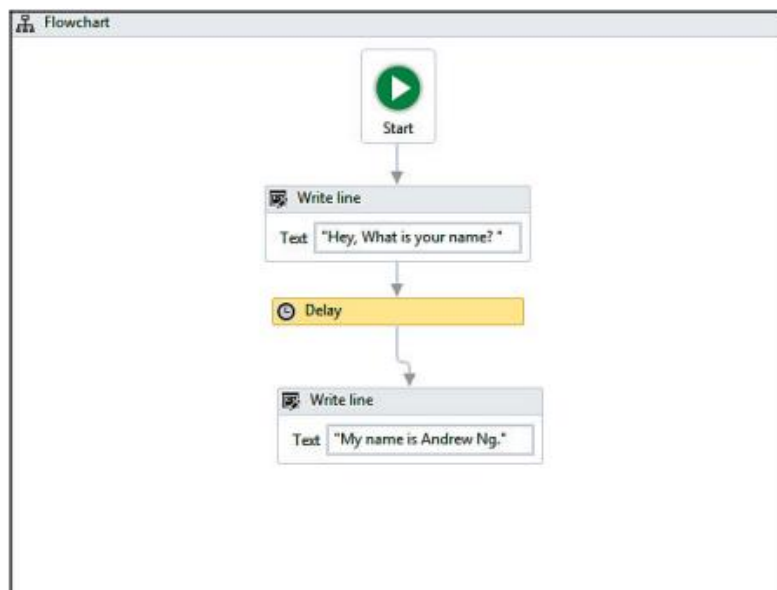 Flowchart
Start
Write line
Text "Hey, What is your name? "
Delay
Write line
Text "My name is Andrew Ng."